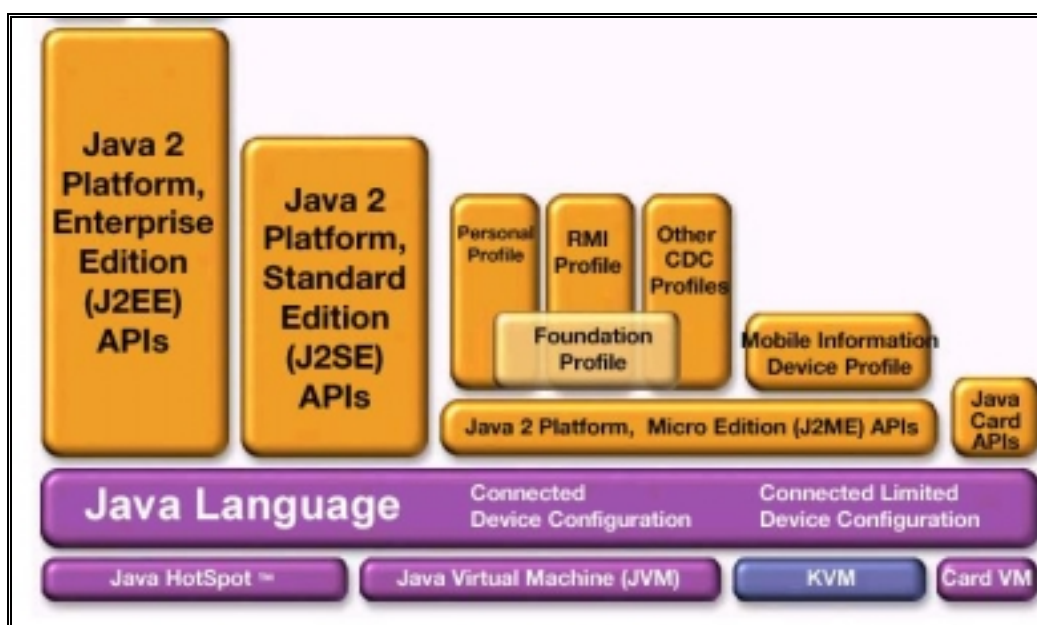 Java 2
Platform,
Enterprise
Edition
(J2EE)
APIs
Java 2
Platform,
Standard
Edition
(J2SE)
APIs
Personal
Profile
RMI
Profile
Other
CDC
Profiles
Foundation
Profile
Mobile Information
Device Profile
Java 2 Platform, Micro Edition (J2ME) APIs
Java
Card
APIs
Java Language
Connected
Device Configuration
Connected Limited
Device Configuration
Java HotSpot ™
Java Virtual Machine (JVM)
KVM
Card VM